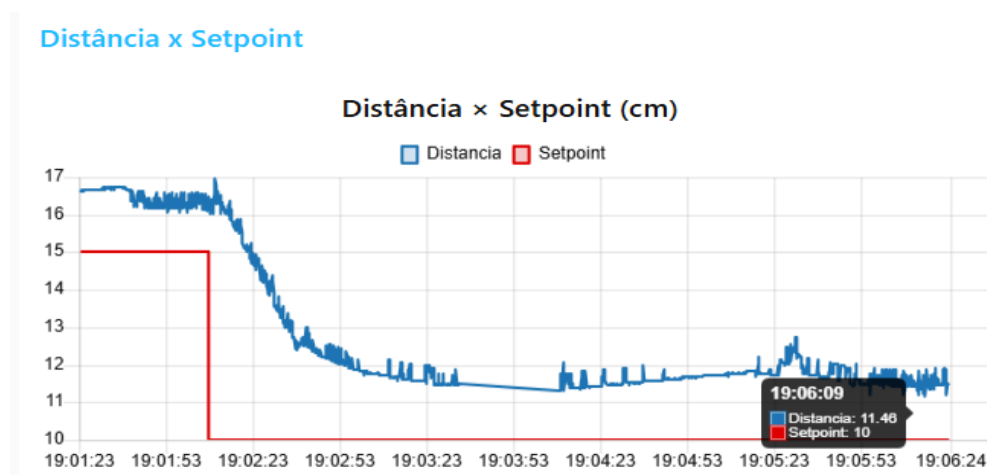 Distância x Setpoint
Distância × Setpoint (cm)
Distancia Setpoint
17
16
15
14
13
12
11
10
19:06:09
Distancia: 11.46
Setpoint: 10
19:01:23 19:01:53 19:02:23 19:02:53 19:03:23 19:03:53 19:04:23 19:04:53 19:05:23 19:05:53 19:06:24